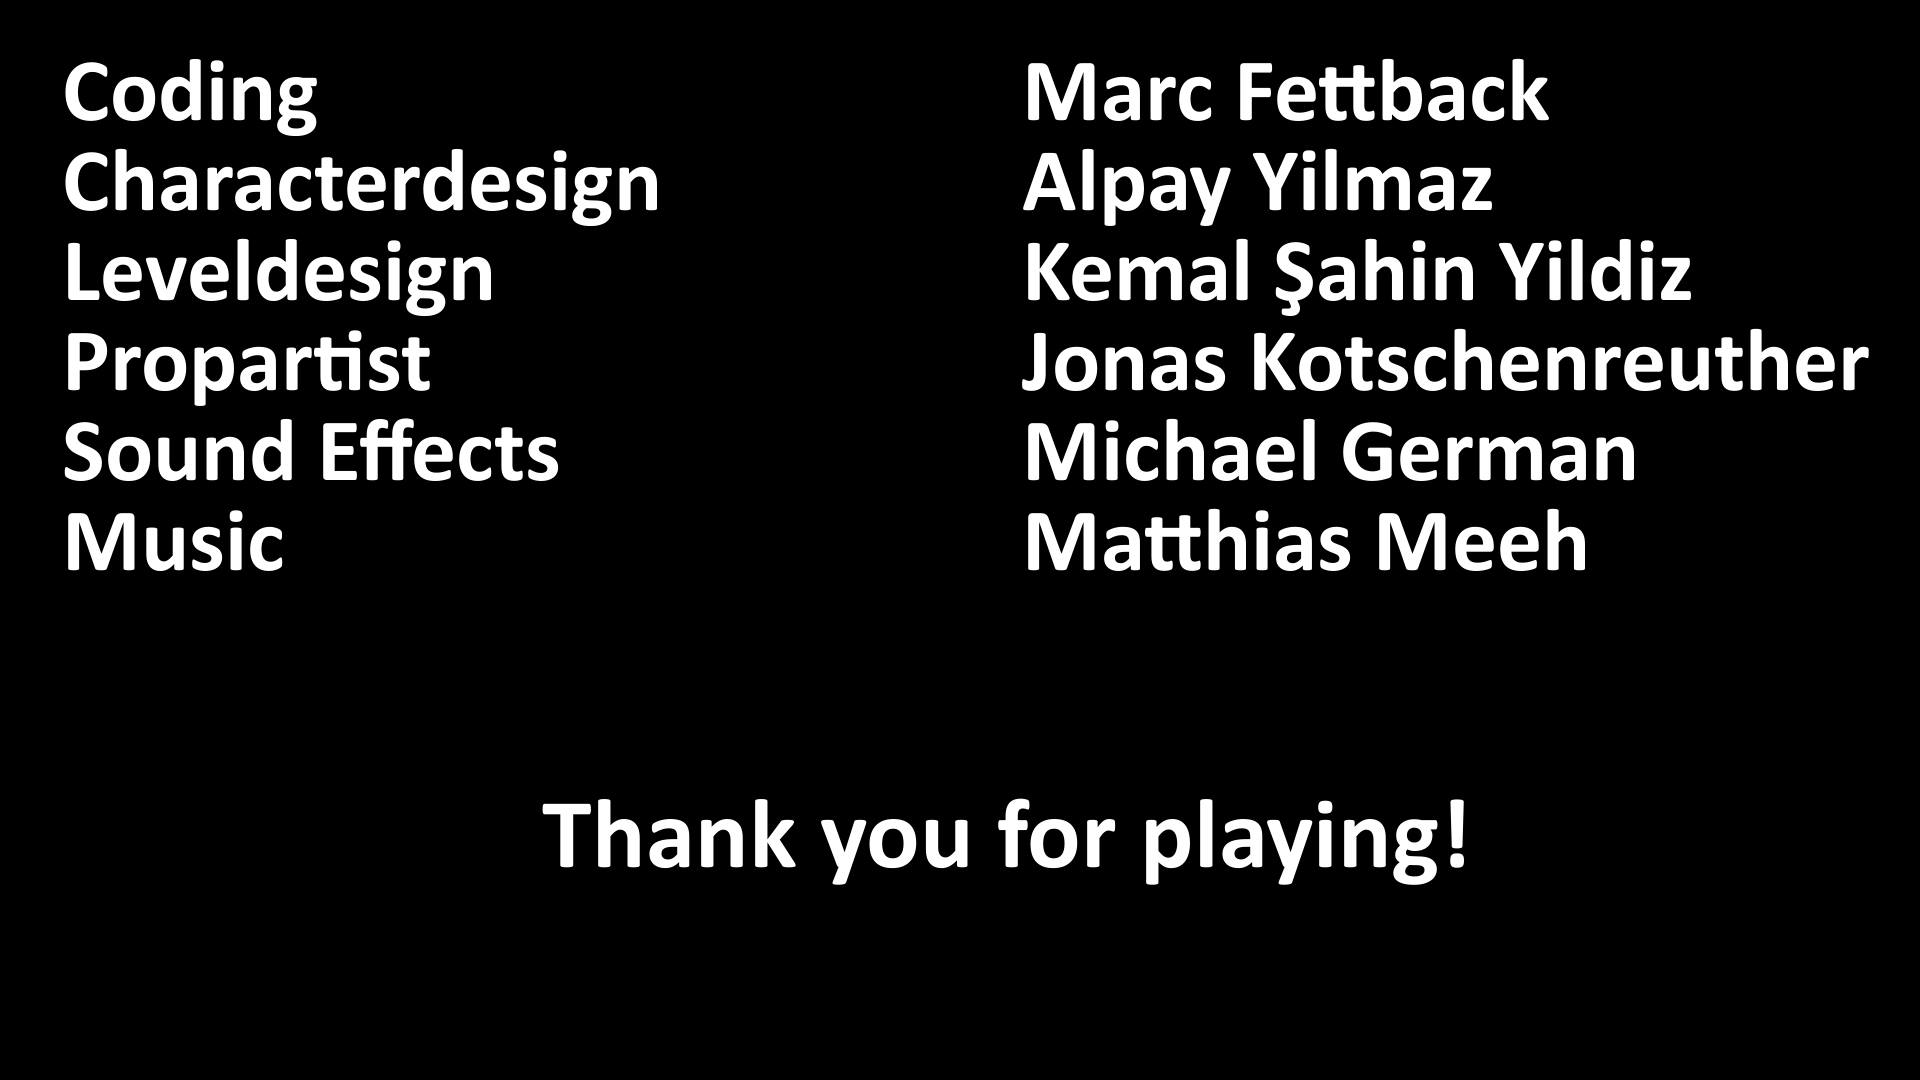 Coding Marc Fettback
Characterdesign Alpay Yilmaz
Leveldesign Kemal Şahin Yildiz
Propartist Jonas Kotschenreuther
Sound Effects Michael German
Music Matthias Meeh
Thank you for playing!